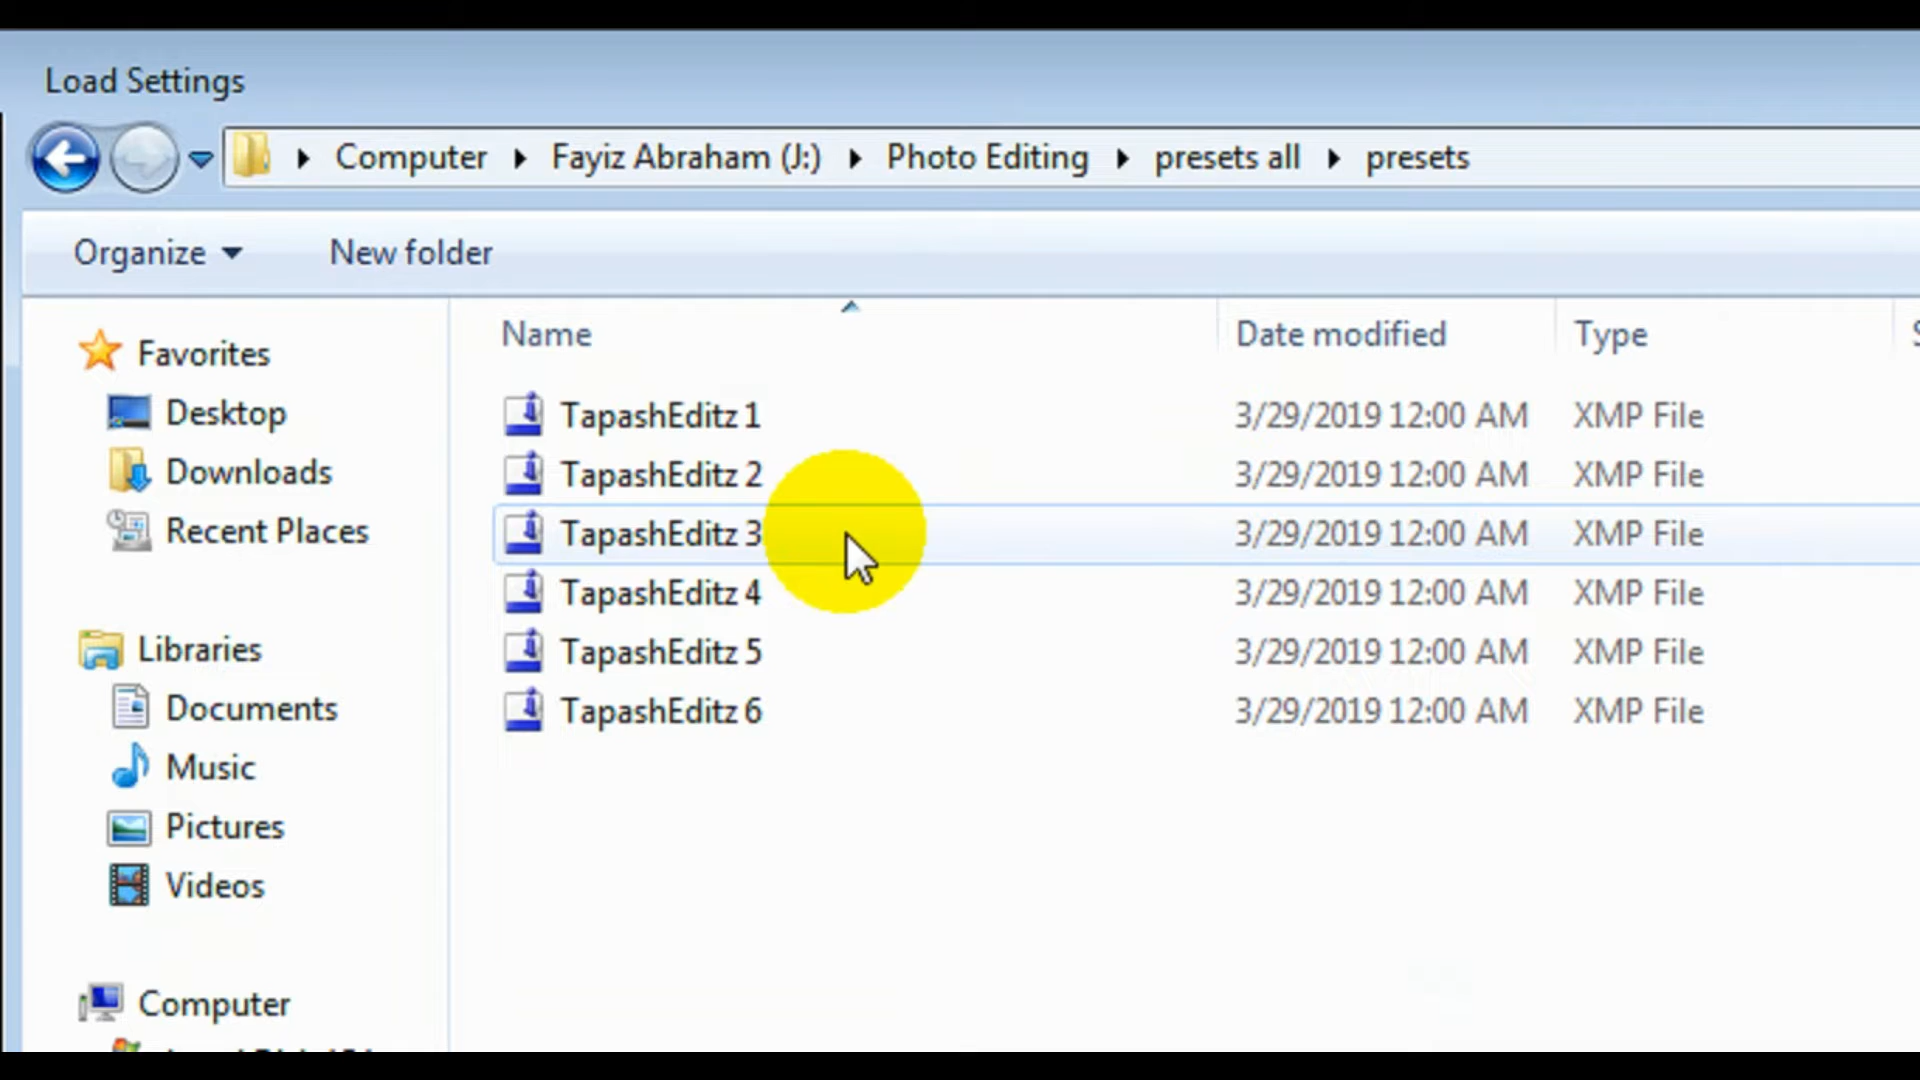 Load Settings
Computer Fayiz Abraham (J:) Photo Editing presets all presets
Organize New folder
Name Date modified Type
Favorites
Desktop
Downloads
Recent Places
Libraries
Documents
Music
Pictures
Videos
Computer
TapashEditz 1 3/29/2019 12:00 AM XMP File
TapashEditz 2 3/29/2019 12:00 AM XMP File
TapashEditz 3 3/29/2019 12:00 AM XMP File
TapashEditz 4 3/29/2019 12:00 AM XMP File
TapashEditz 5 3/29/2019 12:00 AM XMP File
TapashEditz 6 3/29/2019 12:00 AM XMP File